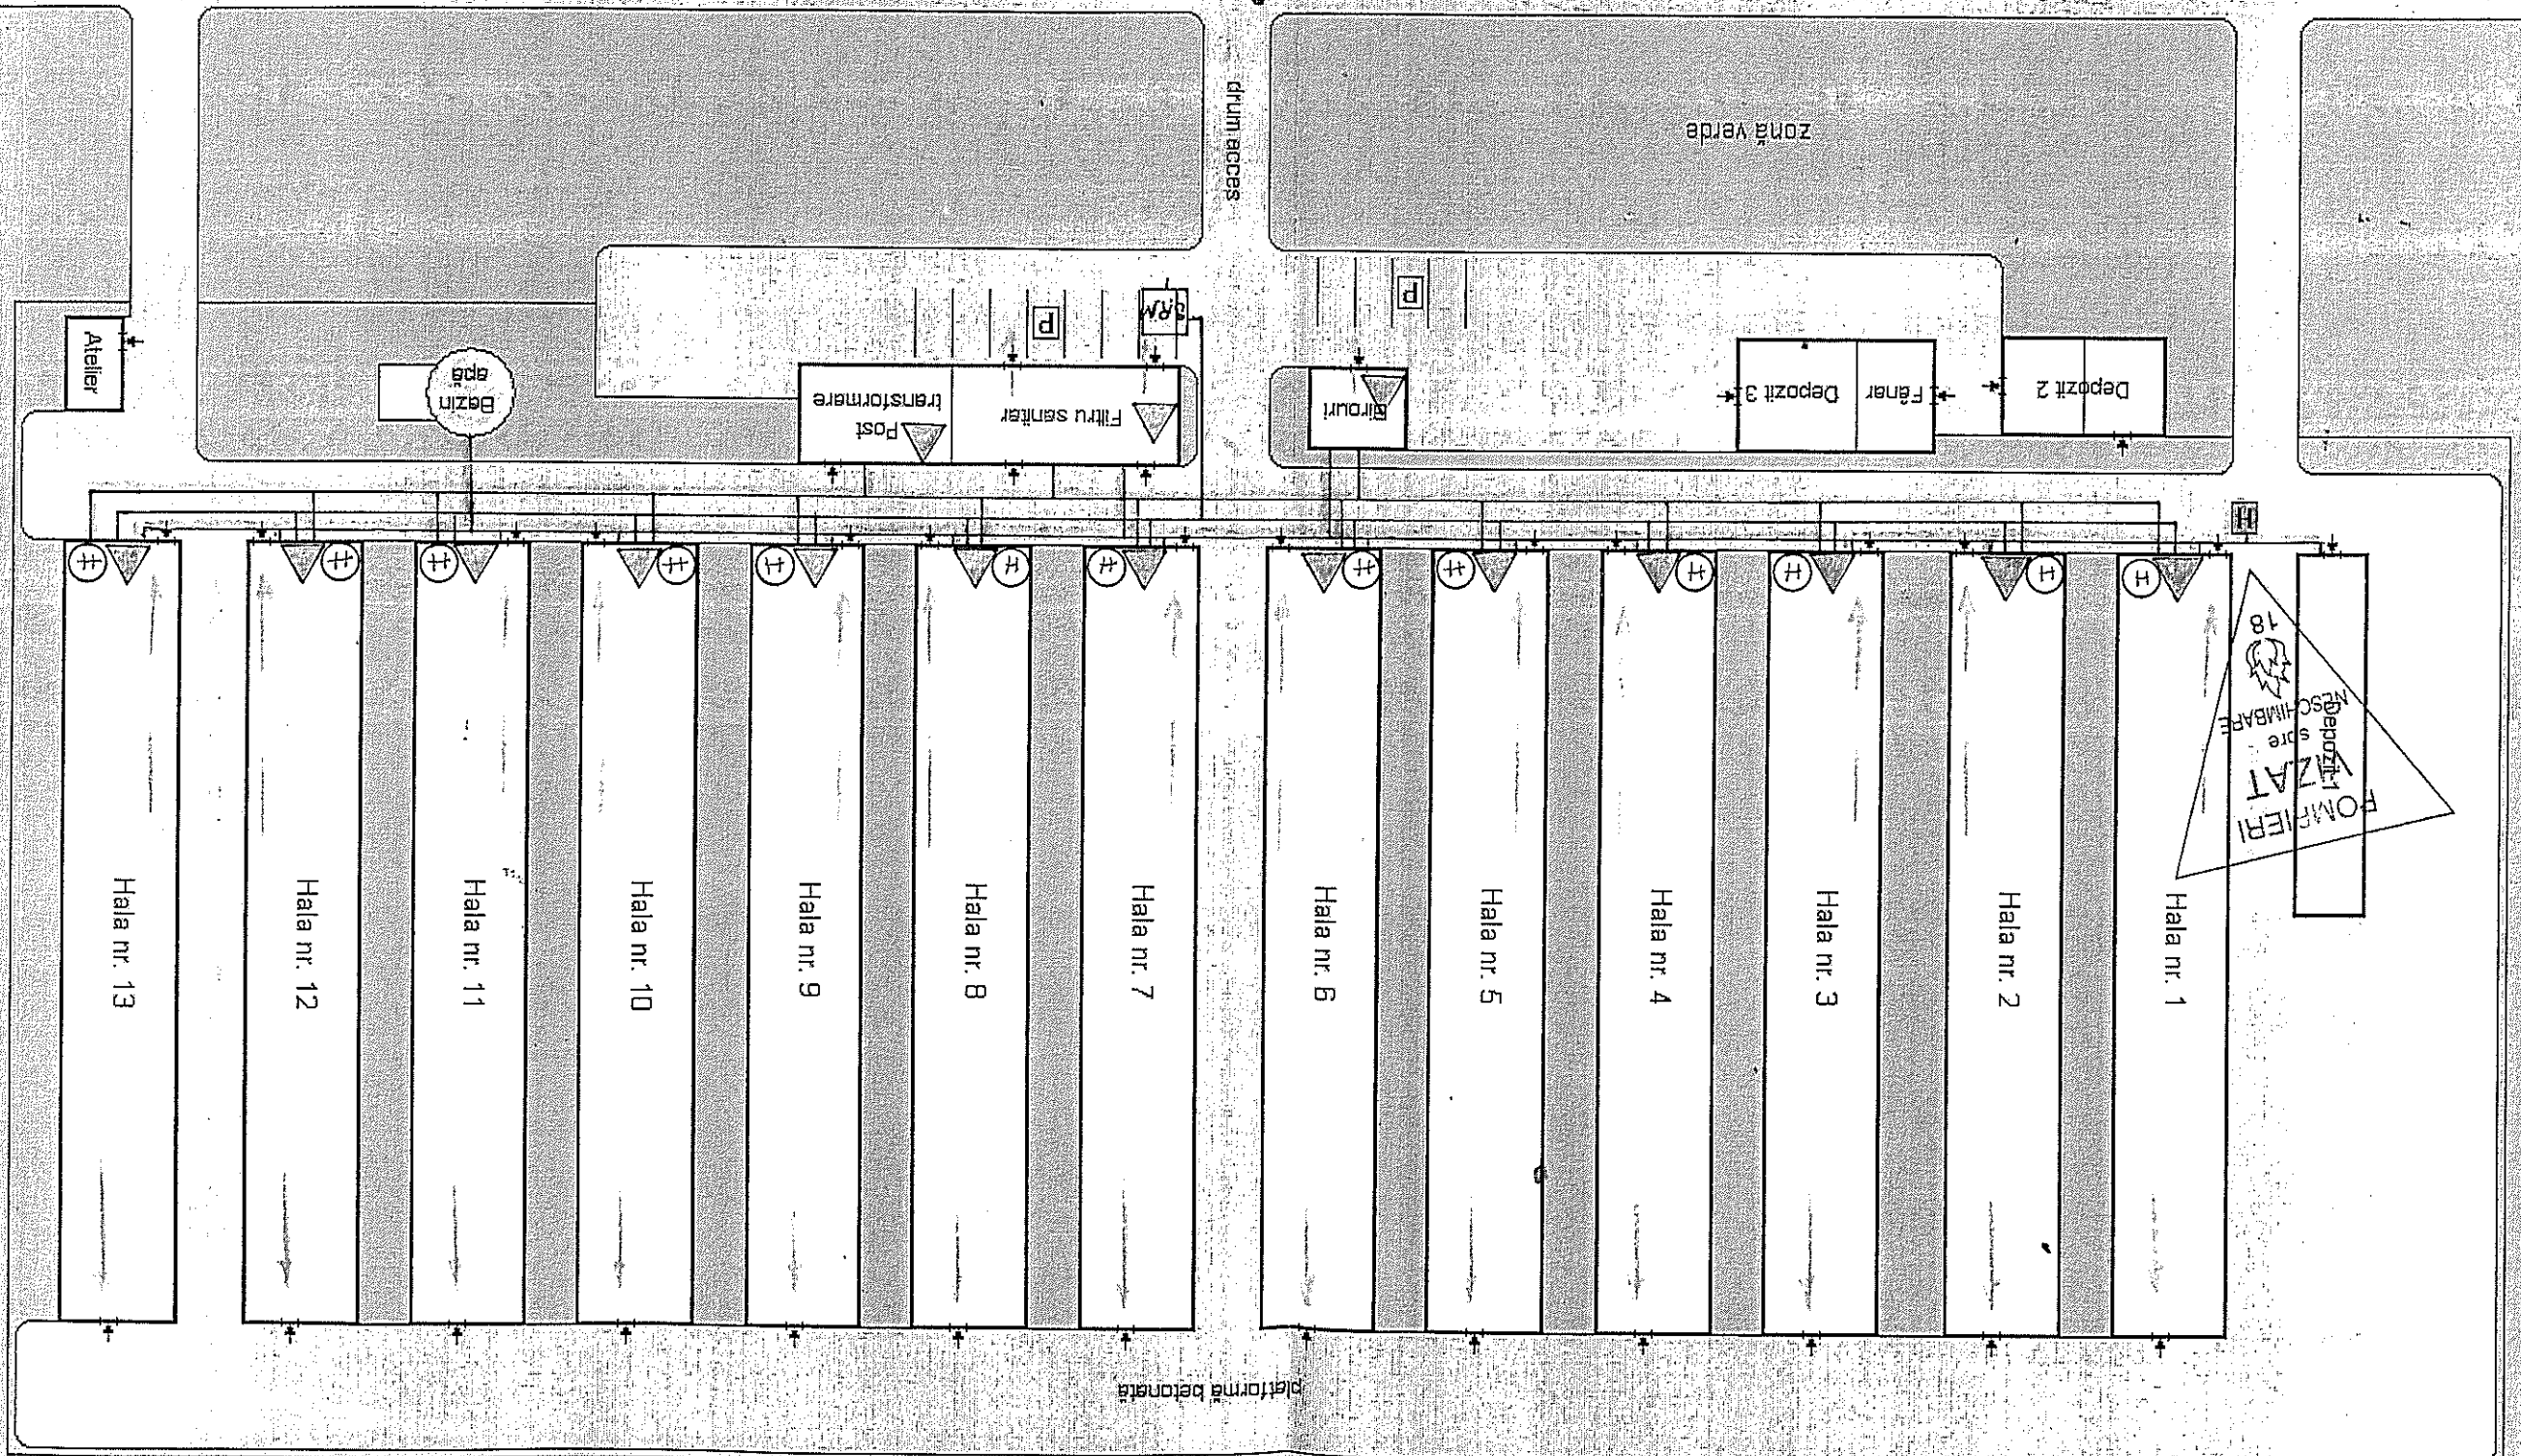 drum acces
zonă verde
P
SRM
P
Atelier
Bazin
apă
Post
transformare
Filtru sanitar
Birouri
Depozit 3
Fânar
Depozit 2
H
H
H
H
H
H
H
H
H
H
H
H
H
H
Hala nr. 13
Hala nr. 12
Hala nr. 11
Hala nr. 10
Hala nr. 9
Hala nr. 8
Hala nr. 7
Hala nr. 6
Hala nr. 5
Hala nr. 4
Hala nr. 3
Hala nr. 2
Hala nr. 1
Depozit 1
POMPIERI
VIZAT
spre
NESCHIMBARE
18
platformă betonată